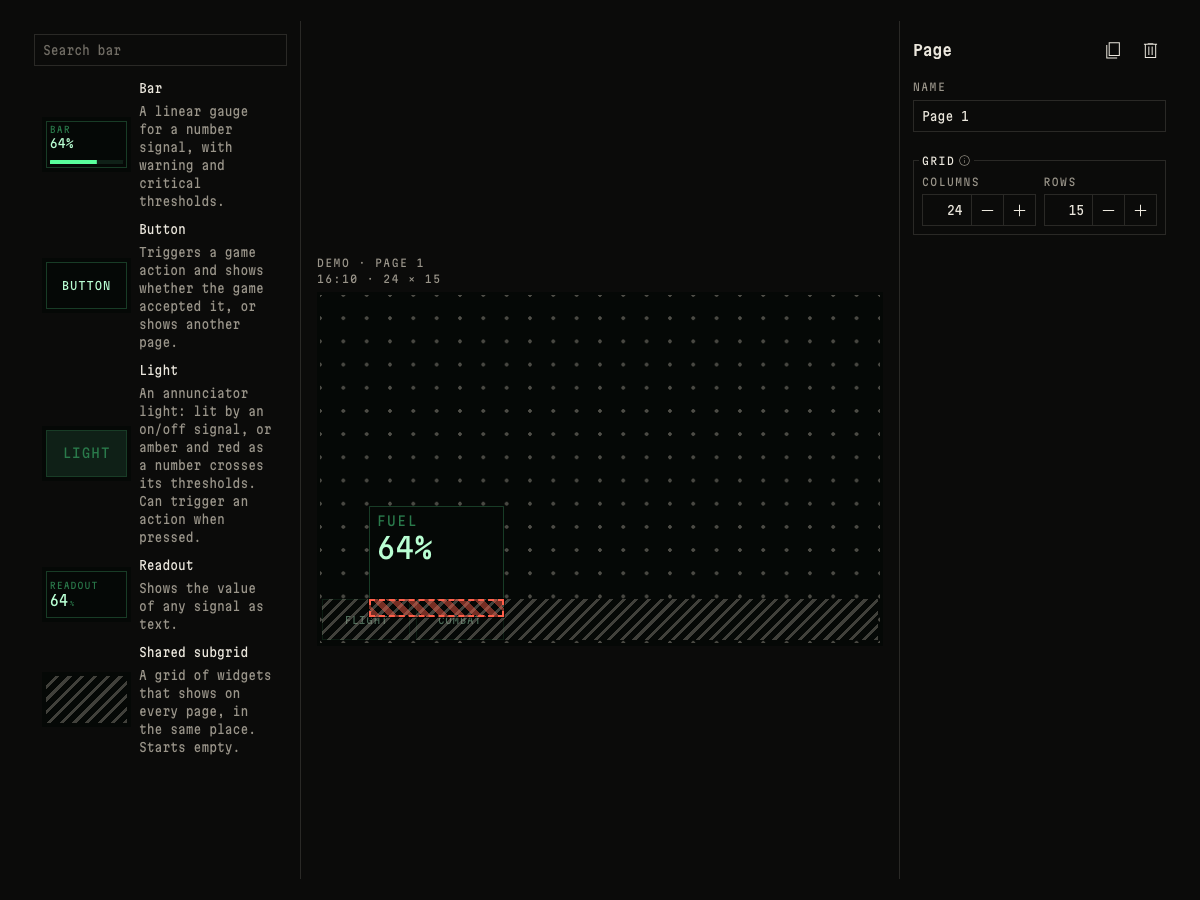 Search bar
Bar
A linear gauge
for a number
signal, with
warning and
critical
thresholds.
BAR
64%
Button
Triggers a game
action and shows
whether the game
accepted it, or
shows another
page.
BUTTON
Light
An annunciator
light: lit by an
on/off signal, or
amber and red as
a number crosses
its thresholds.
Can trigger an
action when
pressed.
LIGHT
Readout
Shows the value
of any signal as
text.
READOUT
64%
Shared subgrid
A grid of widgets
that shows on
every page, in
the same place.
Starts empty.
DEMO · PAGE 1
16:10 · 24 × 15
FUEL
64%
FLIGHT
COMBAT
Page
NAME
Page 1
GRID
COLUMNS
ROWS
24
15